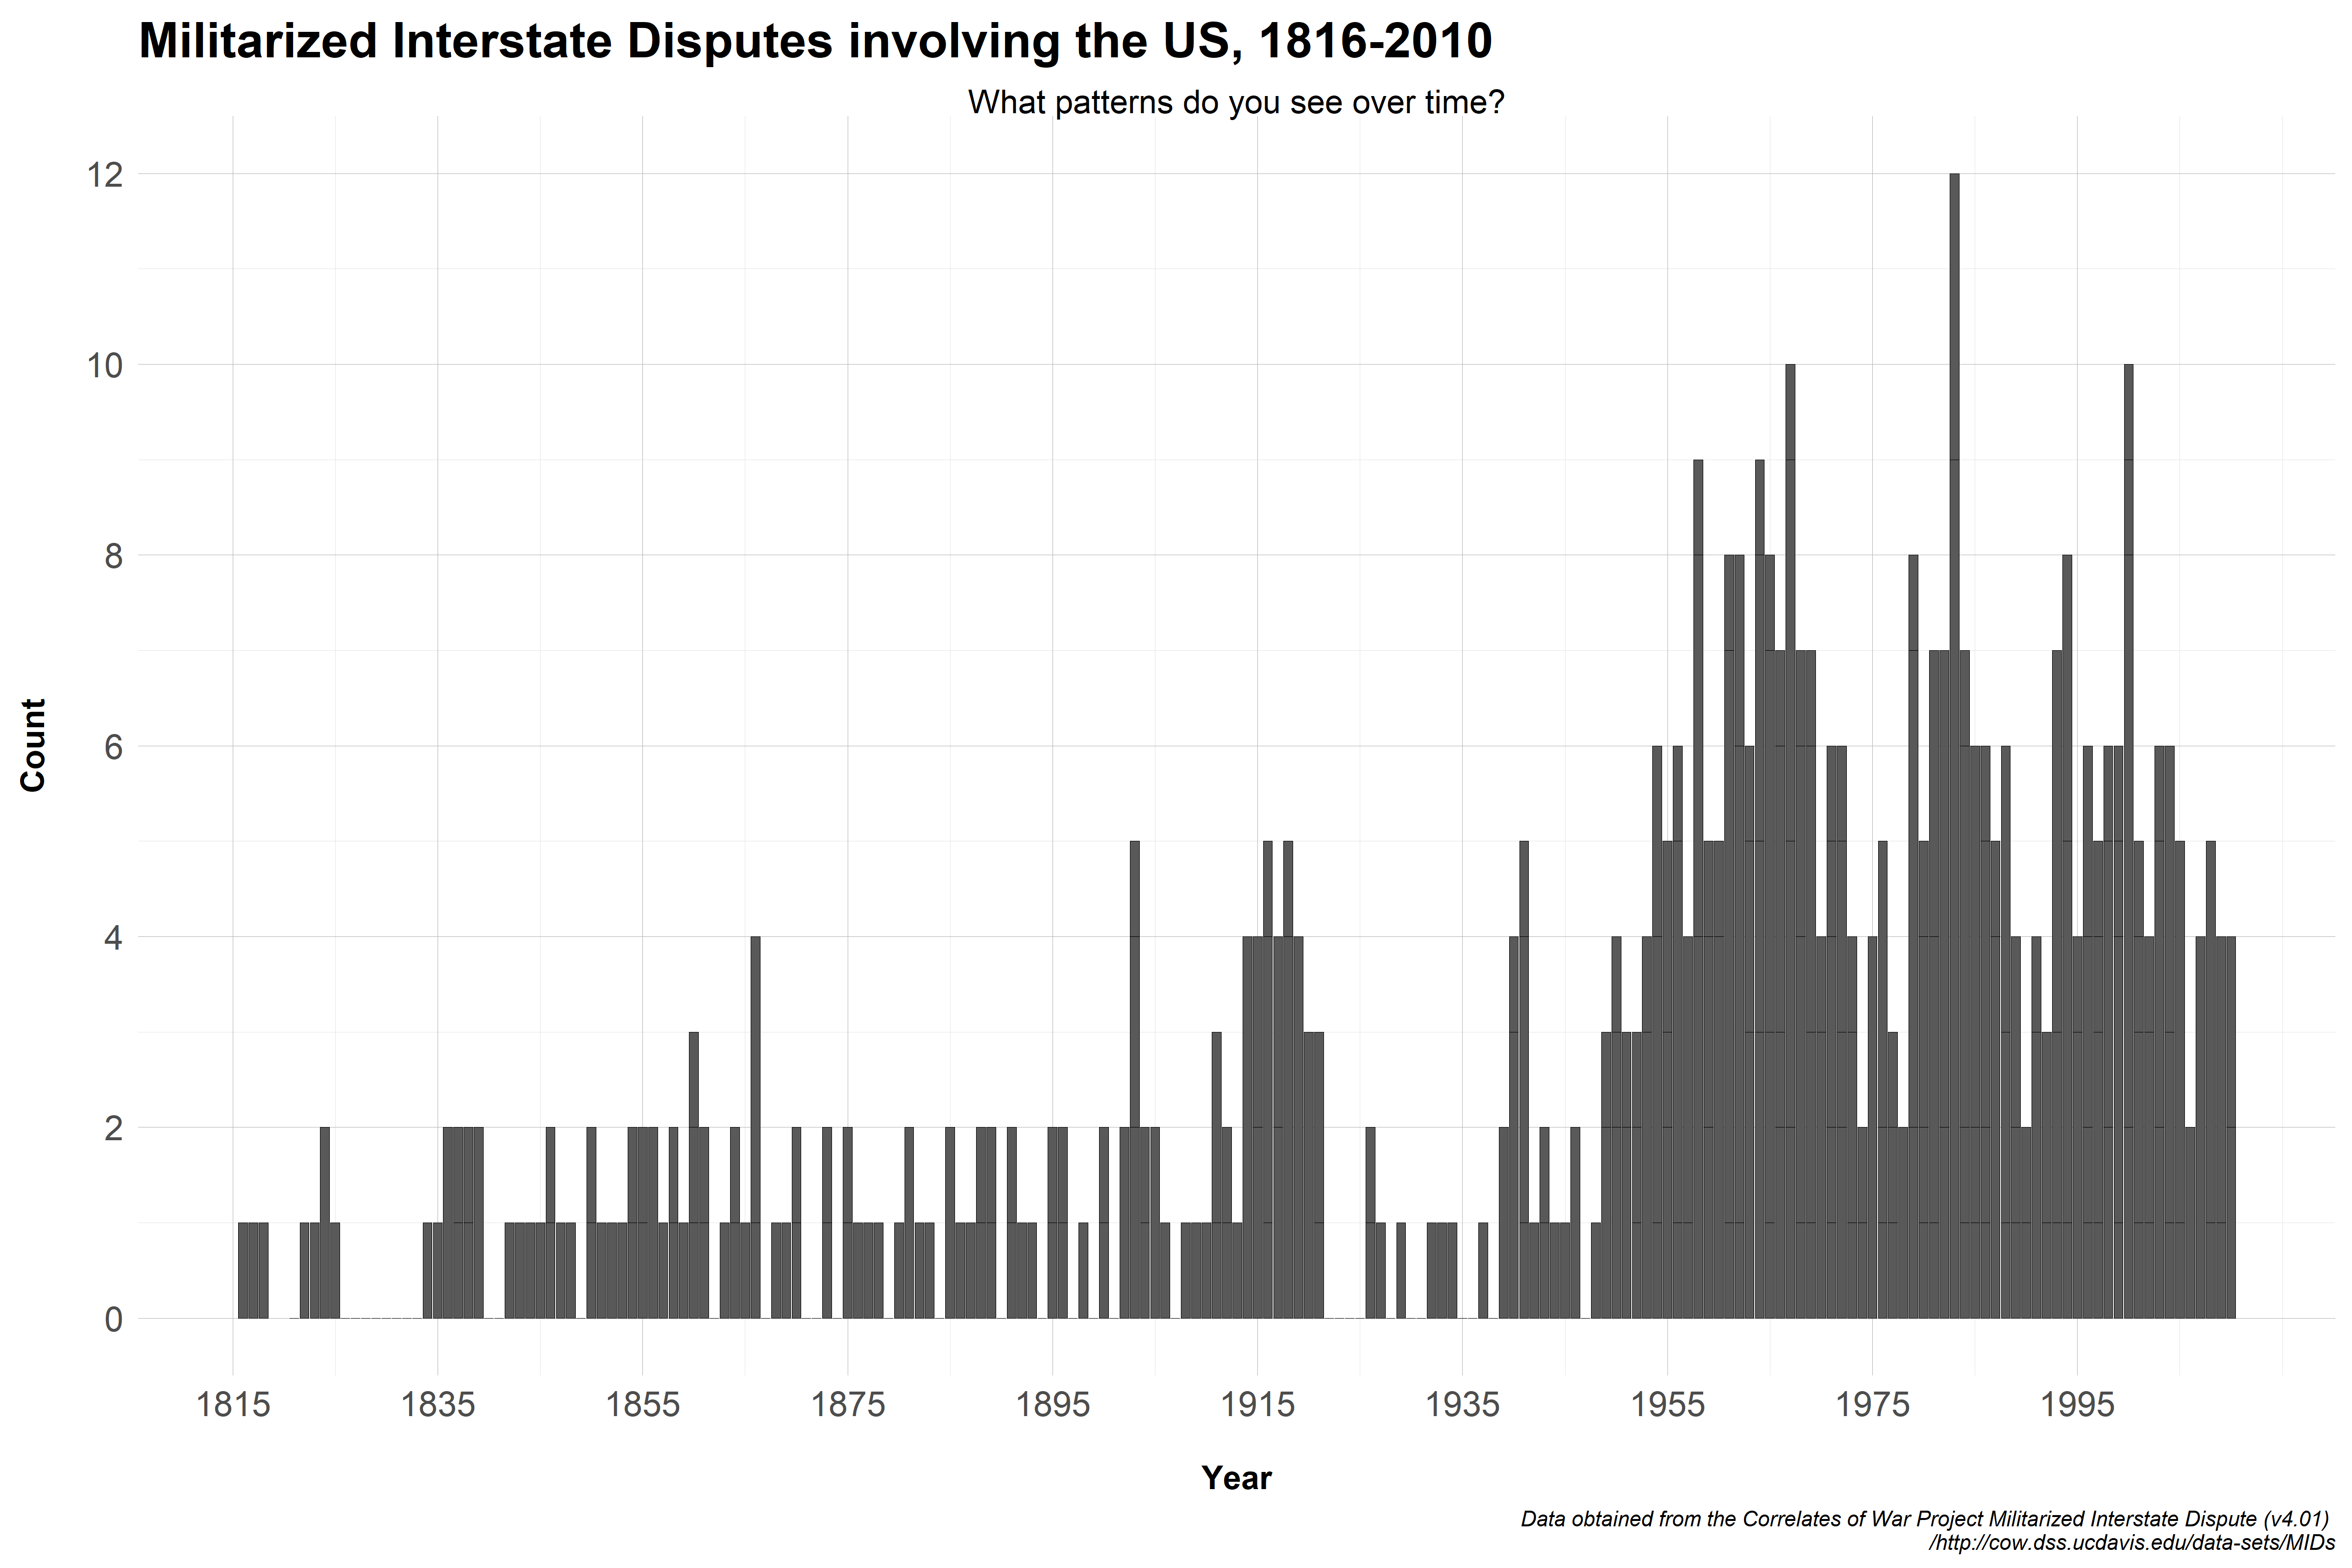 Militarized Interstate Disputes involving the US, 1816-2010
What patterns do you see over time?
12
10
8
6
4
2
0
Count
1815 1835 1855 1875 1895 1915 1935 1955 1975 1995
Year
Data obtained from the Correlates of War Project Militarized Interstate Dispute (v4.01)
/http://cow.dss.ucdavis.edu/data-sets/MIDs